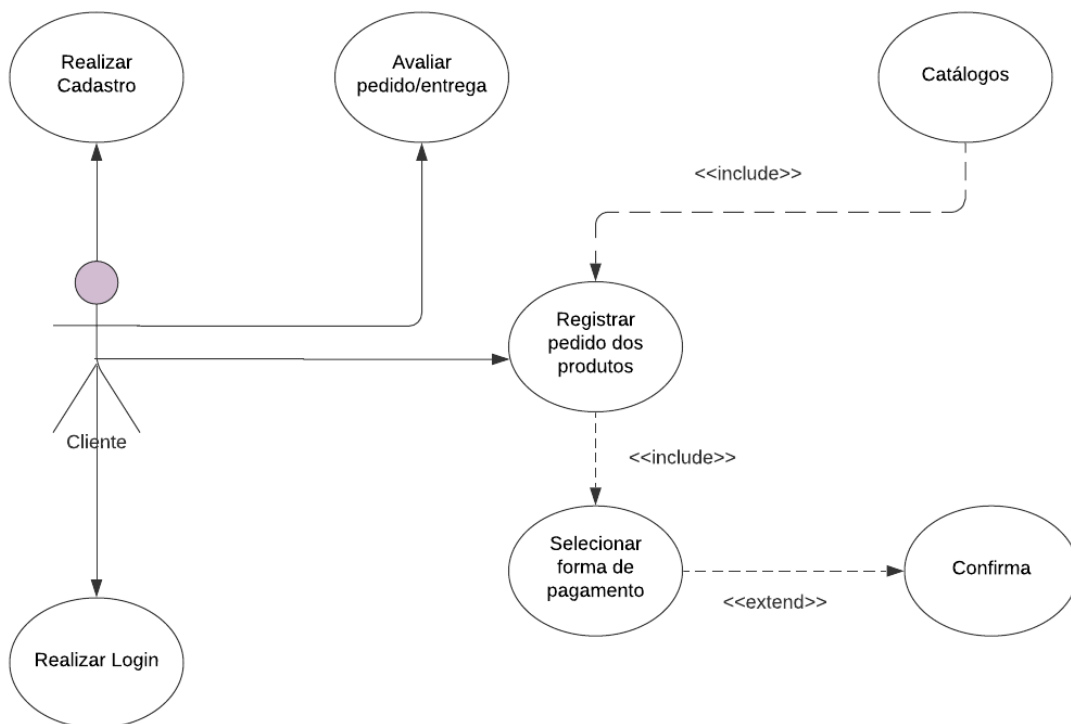 Realizar
Cadastro
Avaliar
pedido/entrega
Catálogos
<<include>>
Registrar
pedido dos
produtos
Cliente
<<include>>
Selecionar
forma de
pagamento
<<extend>>
Confirma
Realizar Login